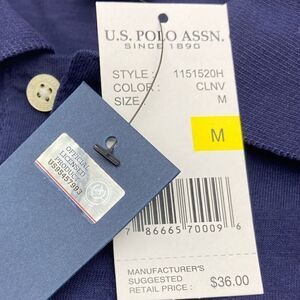 U.S. POLO ASSN.
SINCE 1890
STYLE : 1151520H
COLOR : CLNV
SIZE M
M
OFFICIAL
LICENSED
PRODUCT
US95457993
7 86665 70009 6
MANUFACTURER'S
SUGGESTED
RETAIL PRICE : $36.00